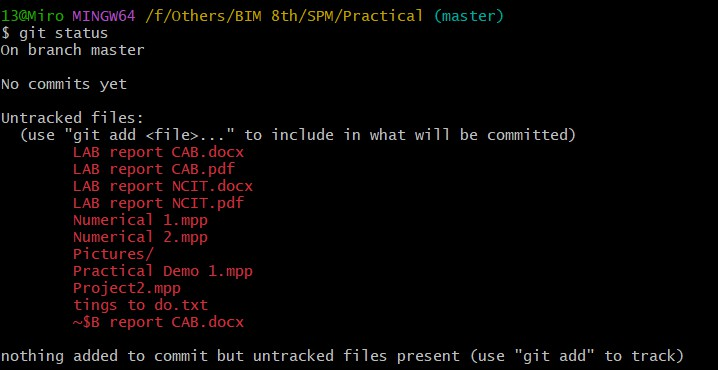 13@Miro MINGW64 /f/Others/BIM 8th/SPM/Practical (master)
$ git status
On branch master
No commits yet
Untracked files:
(use "git add <file>..." to include in what will be committed)
LAB report CAB.docx
LAB report CAB.pdf
LAB report NCIT.docx
LAB report NCIT.pdf
Numerical 1.mpp
Numerical 2.mpp
Pictures/
Practical Demo 1.mpp
Project2.mpp
tings to do.txt
~$B report CAB.docx
nothing added to commit but untracked files present (use "git add" to track)